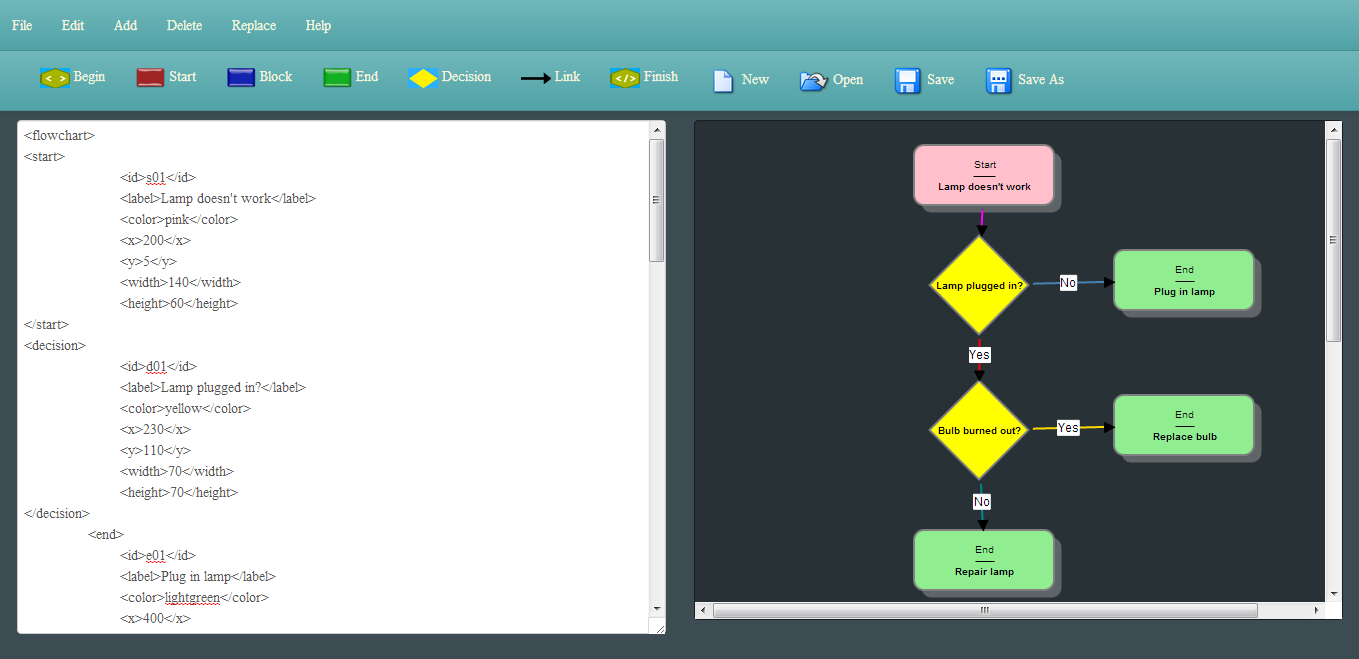 File Edit Add Delete Replace Help
< > Begin Start Block End Decision Link </> Finish New Open Save Save As
<flowchart>
<start>
<id>s01</id>
<label>Lamp doesn't work</label>
<color>pink</color>
<x>200</x>
<y>5</y>
<width>140</width>
<height>60</height>
</start>
<decision>
<id>d01</id>
<label>Lamp plugged in?</label>
<color>yellow</color>
<x>230</x>
<y>110</y>
<width>70</width>
<height>70</height>
</decision>
<end>
<id>e01</id>
<label>Plug in lamp</label>
<color>lightgreen</color>
<x>400</x>
Start
Lamp doesn't work
Lamp plugged in?
No
End
Plug in lamp
Yes
Bulb burned out?
Yes
End
Replace bulb
No
End
Repair lamp